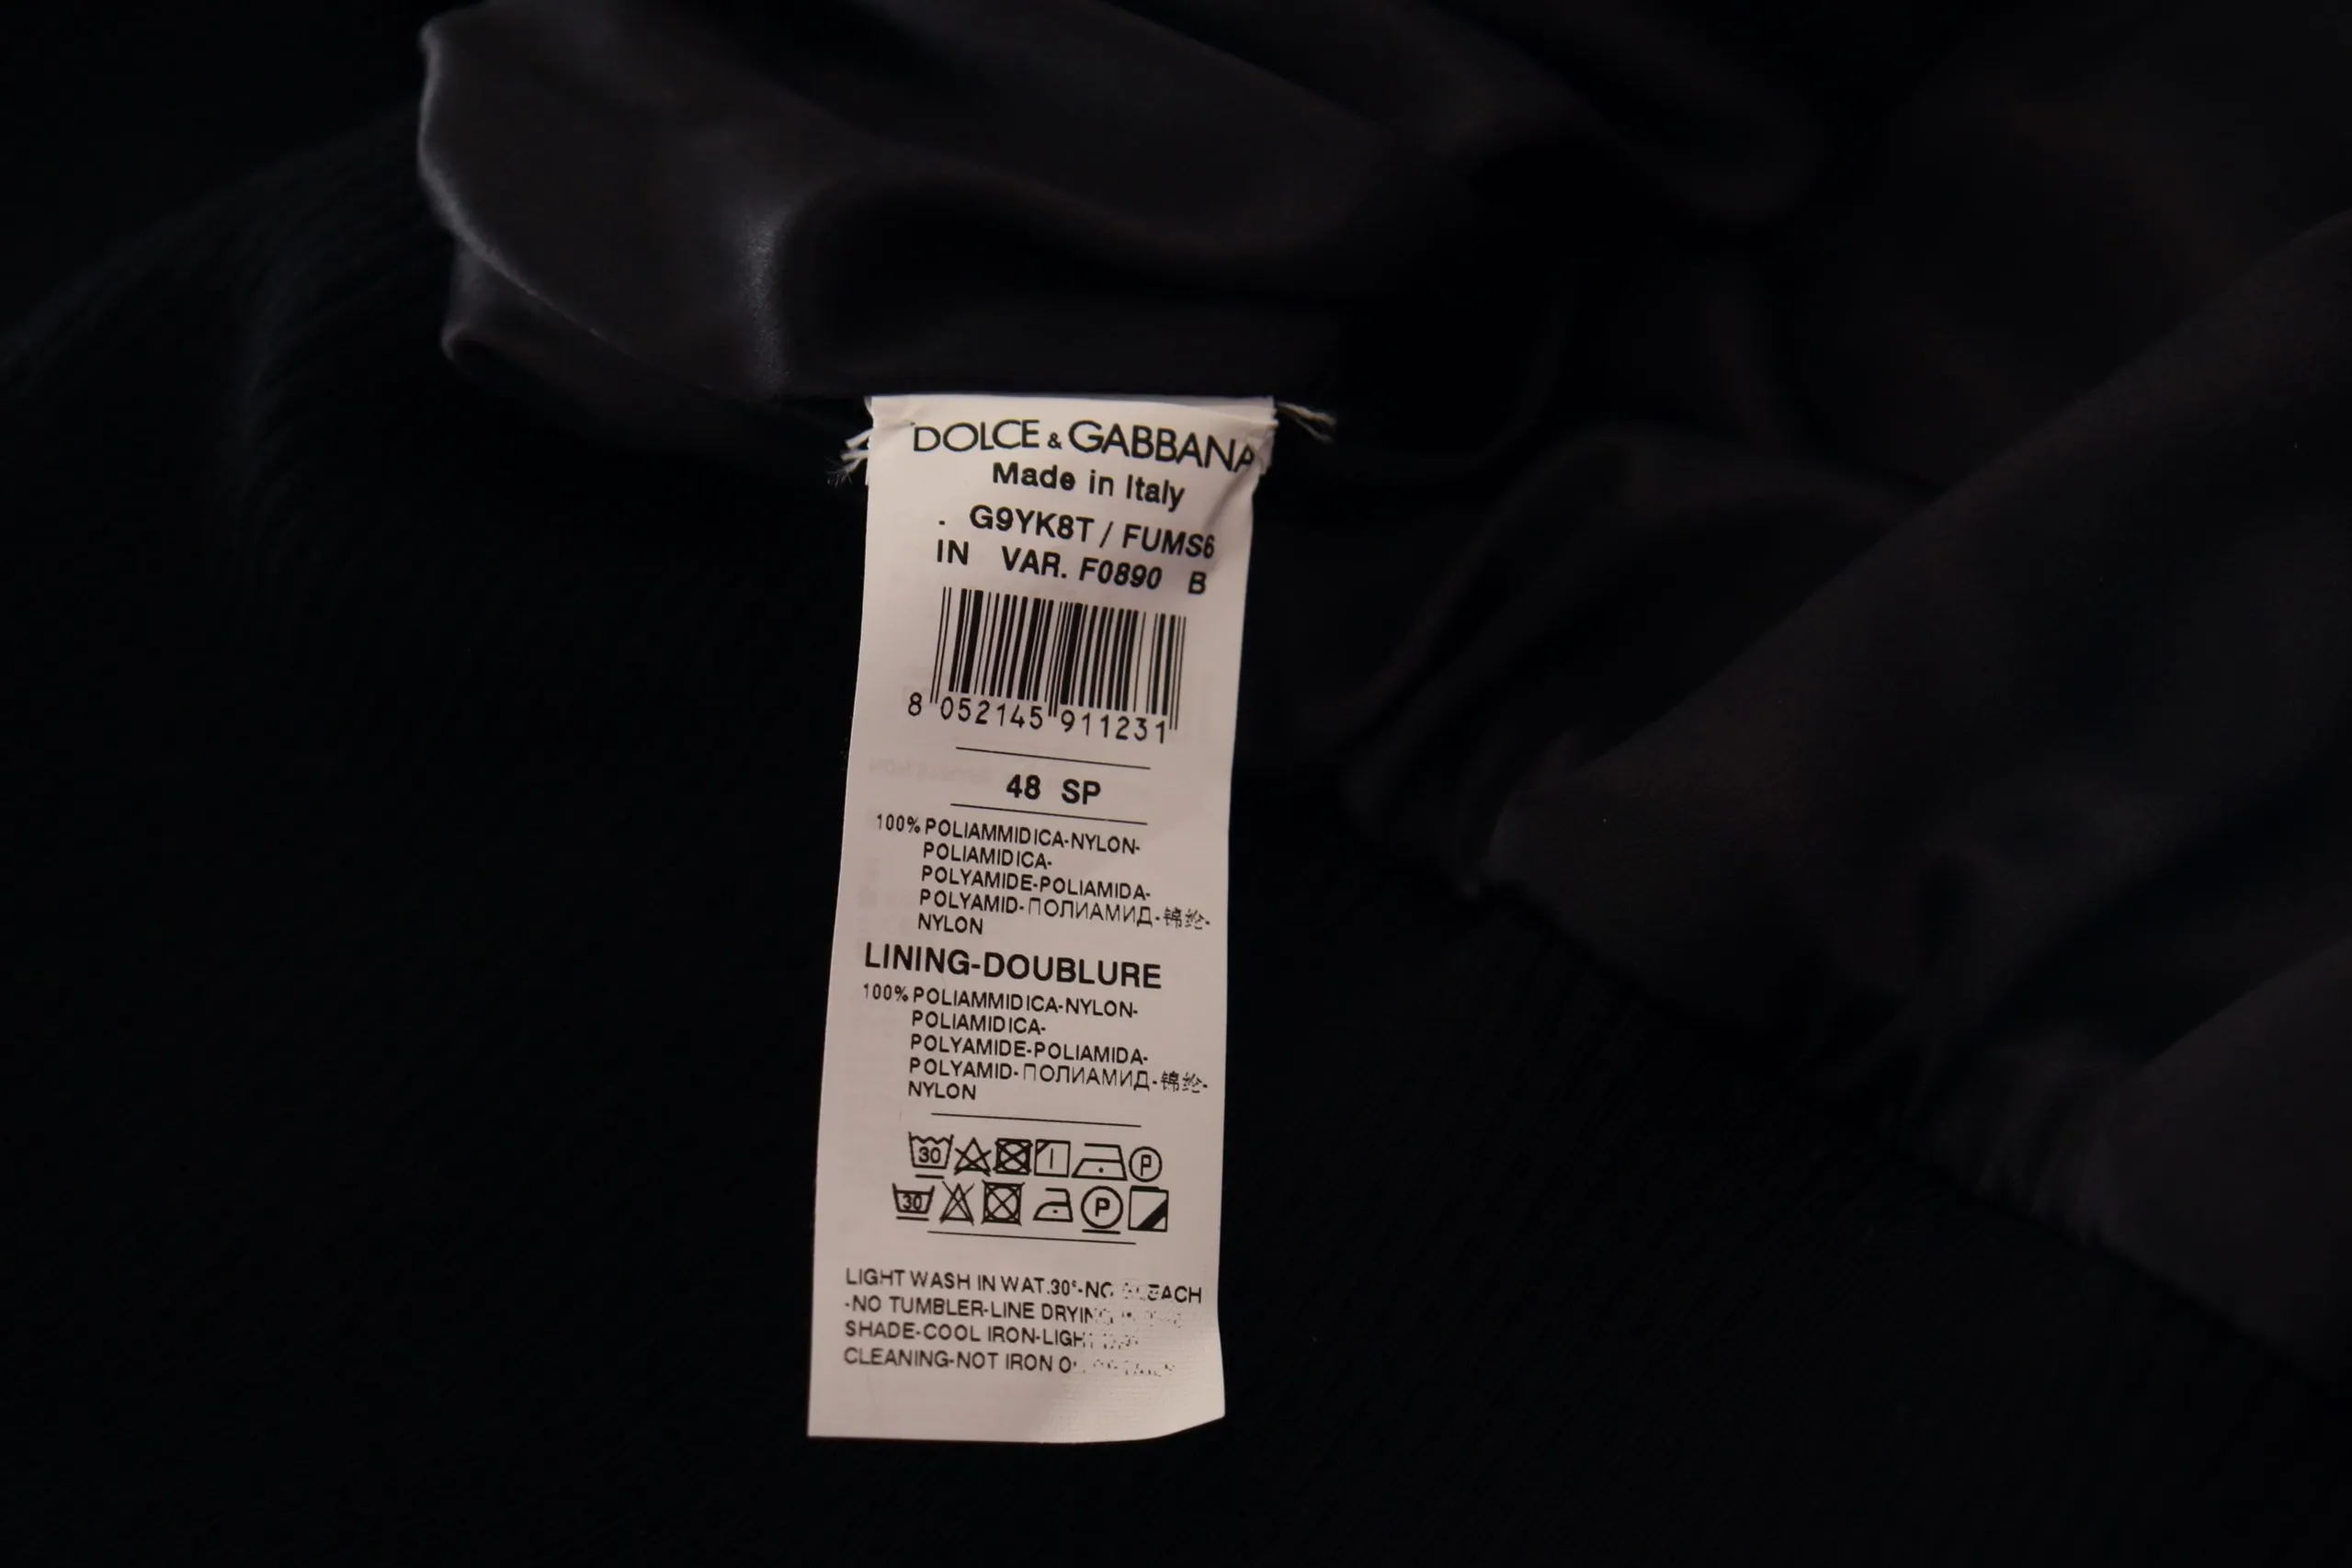 DOLCE & GABBANA
Made in Italy
. G9YK8T / FUMS6
IN VAR. F0890 B
8 052145 911231
48 SP
100% POLIAMMIDICA-NYLON-
POLIAMIDICA-
POLYAMIDE-POLIAMIDA-
POLYAMID-ПОЛИАМИД-锦纶-
NYLON
LINING-DOUBLURE
100% POLIAMMIDICA-NYLON-
POLIAMIDICA-
POLYAMIDE-POLIAMIDA-
POLYAMID-ПОЛИАМИД-锦纶-
NYLON
30 P
30 P
LIGHT WASH IN WAT.30°-NO BLEACH
-NO TUMBLER-LINE DRYING
SHADE-COOL IRON-LIGHT
CLEANING-NOT IRON